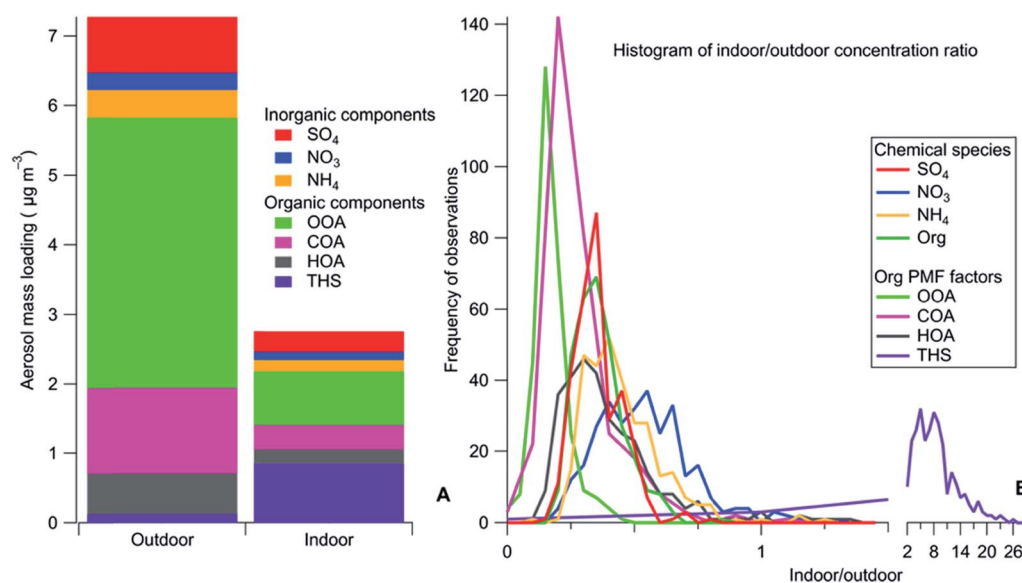 7
6
5
4
3
2
1
0
Aerosol mass loading ( µg m⁻³)
Outdoor
Indoor
Inorganic components
SO₄
NO₃
NH₄
Organic components
OOA
COA
HOA
THS
A
140
120
100
80
60
40
20
0
Frequency of observations
Histogram of indoor/outdoor concentration ratio
Chemical species
SO₄
NO₃
NH₄
Org
Org PMF factors
OOA
COA
HOA
THS
0
1
2
8
14
20
26
Indoor/outdoor